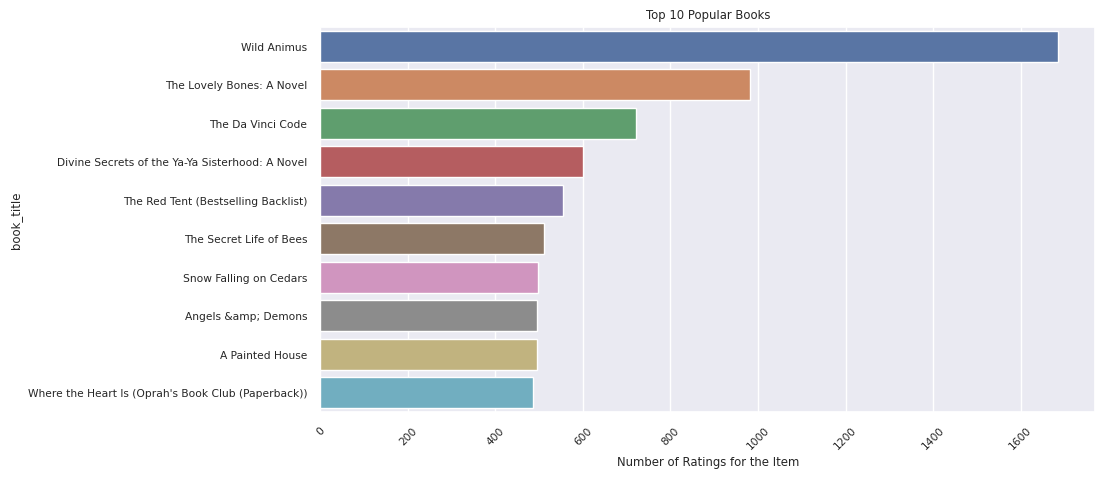 Top 10 Popular Books
book_title
Wild Animus
The Lovely Bones: A Novel
The Da Vinci Code
Divine Secrets of the Ya-Ya Sisterhood: A Novel
The Red Tent (Bestselling Backlist)
The Secret Life of Bees
Snow Falling on Cedars
Angels &amp; Demons
A Painted House
Where the Heart Is (Oprah's Book Club (Paperback))
0 200 400 600 800 1000 1200 1400 1600
Number of Ratings for the Item